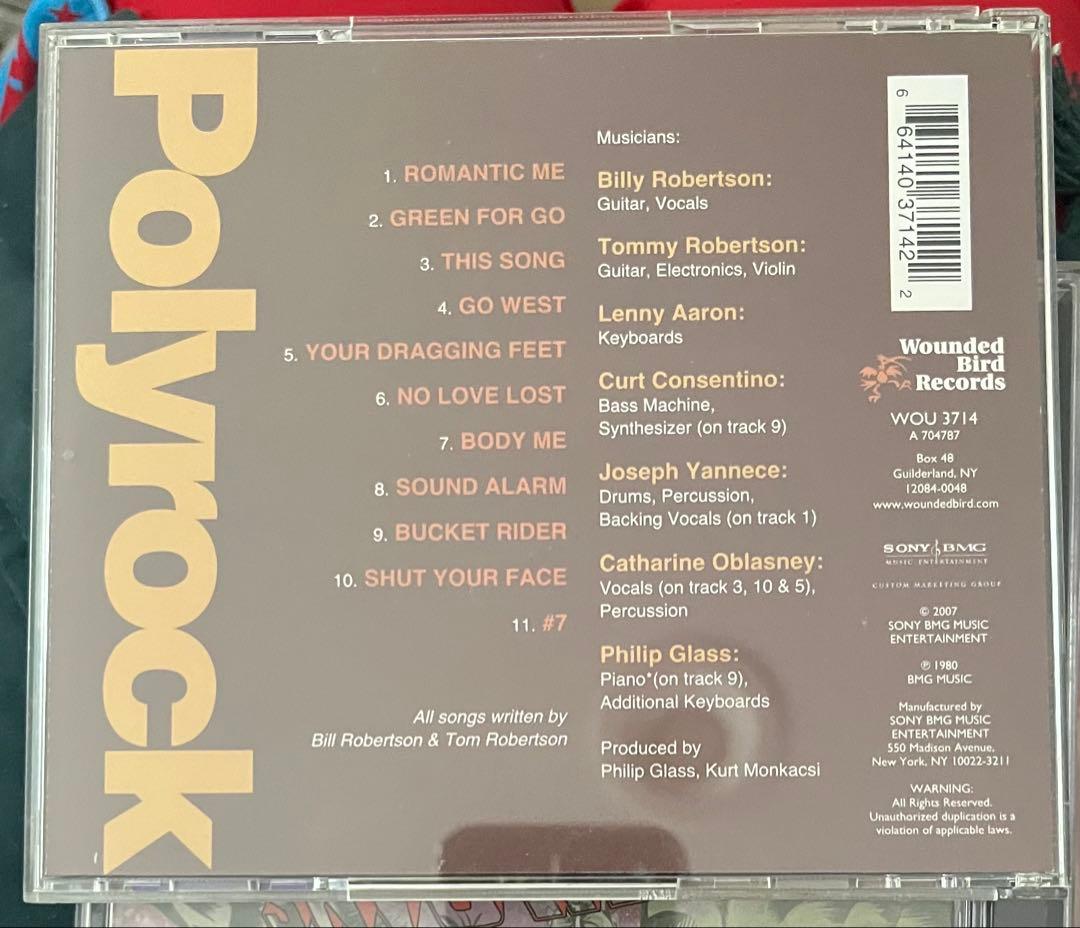 Polyrock
1. ROMANTIC ME
2. GREEN FOR GO
3. THIS SONG
4. GO WEST
5. YOUR DRAGGING FEET
6. NO LOVE LOST
7. BODY ME
8. SOUND ALARM
9. BUCKET RIDER
10. SHUT YOUR FACE
11. #7
All songs written by
Bill Robertson & Tom Robertson
Musicians:
Billy Robertson:
Guitar, Vocals
Tommy Robertson:
Guitar, Electronics, Violin
Lenny Aaron:
Keyboards
Curt Consentino:
Bass Machine,
Synthesizer (on track 9)
Joseph Yannece:
Drums, Percussion,
Backing Vocals (on track 1)
Catharine Oblasney:
Vocals (on track 3, 10 & 5),
Percussion
Philip Glass:
Piano*(on track 9),
Additional Keyboards
Produced by
Philip Glass, Kurt Monkacsi
6 64140 37142 2
Wounded
Bird
Records
WOU 3714
A 704787
Box 48
Guilderland, NY
12084-0048
www.woundedbird.com
SONY BMG
MUSIC ENTERTAINMENT
CUSTOM MARKETING GROUP
© 2007
SONY BMG MUSIC
ENTERTAINMENT
℗ 1980
BMG MUSIC
Manufactured by
SONY BMG MUSIC
ENTERTAINMENT
550 Madison Avenue,
New York, NY 10022-3211
WARNING:
All Rights Reserved.
Unauthorized duplication is a
violation of applicable laws.